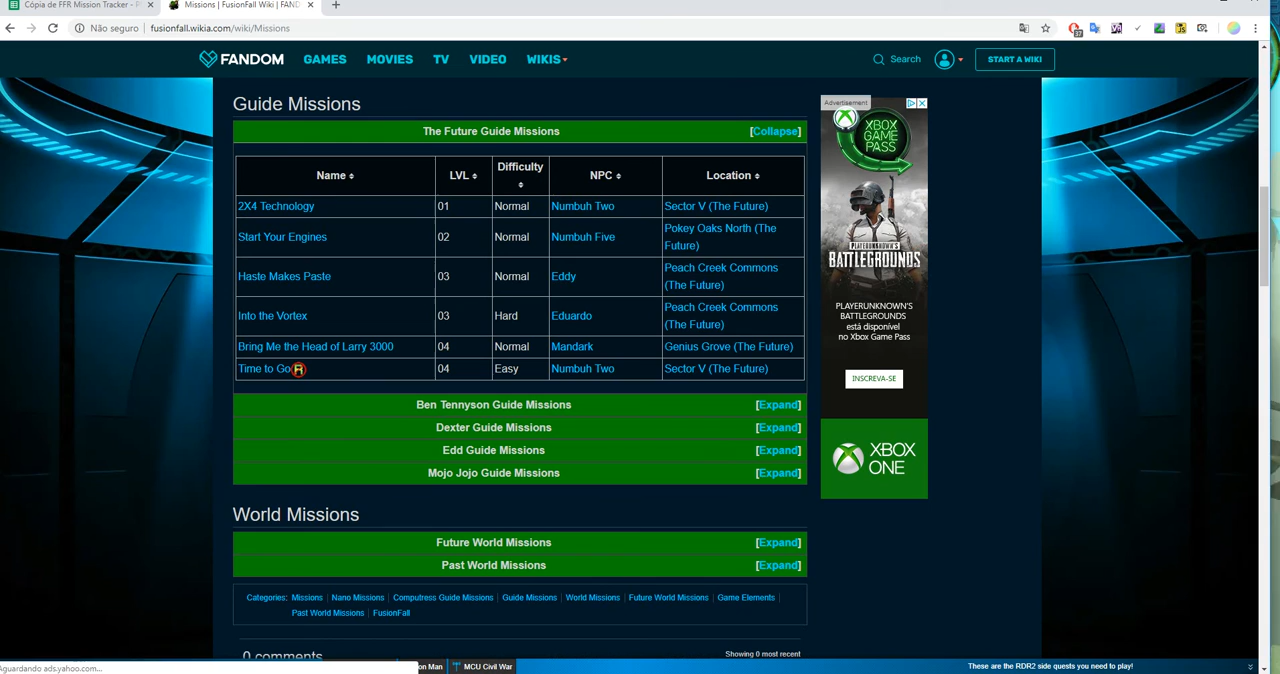 Cópia de FFR Mission Tracker -
Missions | FusionFall Wiki | FAND
Não seguro
fusionfall.wikia.com/wiki/Missions
37
FANDOM
GAMES
MOVIES
TV
VIDEO
WIKIS
Search
START A WIKI
Guide Missions
The Future Guide Missions [Collapse]
Name LVL Difficulty NPC Location
2X4 Technology 01 Normal Numbuh Two Sector V (The Future)
Start Your Engines 02 Normal Numbuh Five Pokey Oaks North (The
Future)
Haste Makes Paste 03 Normal Eddy Peach Creek Commons
(The Future)
Into the Vortex 03 Hard Eduardo Peach Creek Commons
(The Future)
Bring Me the Head of Larry 3000 04 Normal Mandark Genius Grove (The Future)
Time to Go 04 Easy Numbuh Two Sector V (The Future)
Ben Tennyson Guide Missions [Expand]
Dexter Guide Missions [Expand]
Edd Guide Missions [Expand]
Mojo Jojo Guide Missions [Expand]
World Missions
Future World Missions [Expand]
Past World Missions [Expand]
Categories: Missions | Nano Missions | Computress Guide Missions | Guide Missions | World Missions | Future World Missions | Game Elements |
Past World Missions | FusionFall
0 comments
Showing 0 most recent
Advertisement
XBOX
GAME
PASS
PLAYERUNKNOWN'S
BATTLEGROUNDS
PLAYERUNKNOWN'S
BATTLEGROUNDS
está disponível
no Xbox Game Pass
INSCREVA-SE
XBOX
ONE
Aguardando ads.yahoo.com...
on Man
MCU Civil War
These are the RDR2 side quests you need to play!